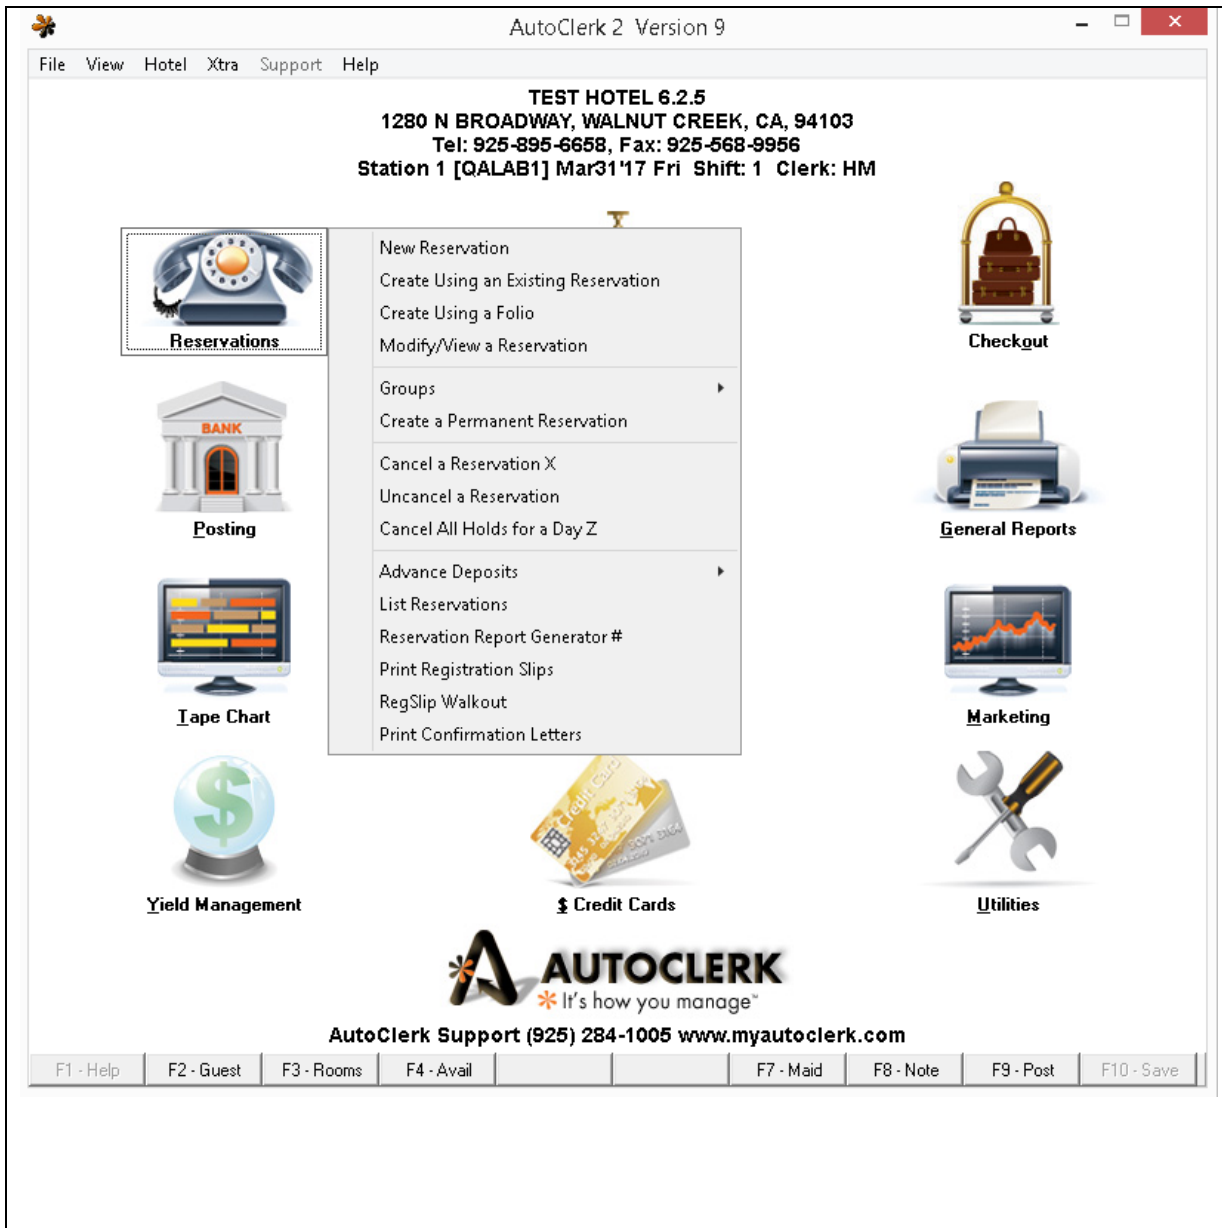 AutoClerk 2 Version 9
File View Hotel Xtra Support Help
TEST HOTEL 6.2.5
1280 N BROADWAY, WALNUT CREEK, CA, 94103
Tel: 925-895-6658, Fax: 925-568-9956
Station 1 [QALAB1] Mar31'17 Fri Shift: 1 Clerk: HM
Reservations
New Reservation
Create Using an Existing Reservation
Create Using a Folio
Modify/View a Reservation
Groups
Create a Permanent Reservation
Cancel a Reservation X
Uncancel a Reservation
Cancel All Holds for a Day Z
Advance Deposits
List Reservations
Reservation Report Generator #
Print Registration Slips
RegSlip Walkout
Print Confirmation Letters
Checkout
BANK
Posting
General Reports
Tape Chart
Marketing
Yield Management
Credit Card
$ Credit Cards
Utilities
AUTOCLERK
It's how you manage
AutoClerk Support (925) 284-1005 www.myautoclerk.com
F1 - Help F2 - Guest F3 - Rooms F4 - Avail F7 - Maid F8 - Note F9 - Post F10 - Save